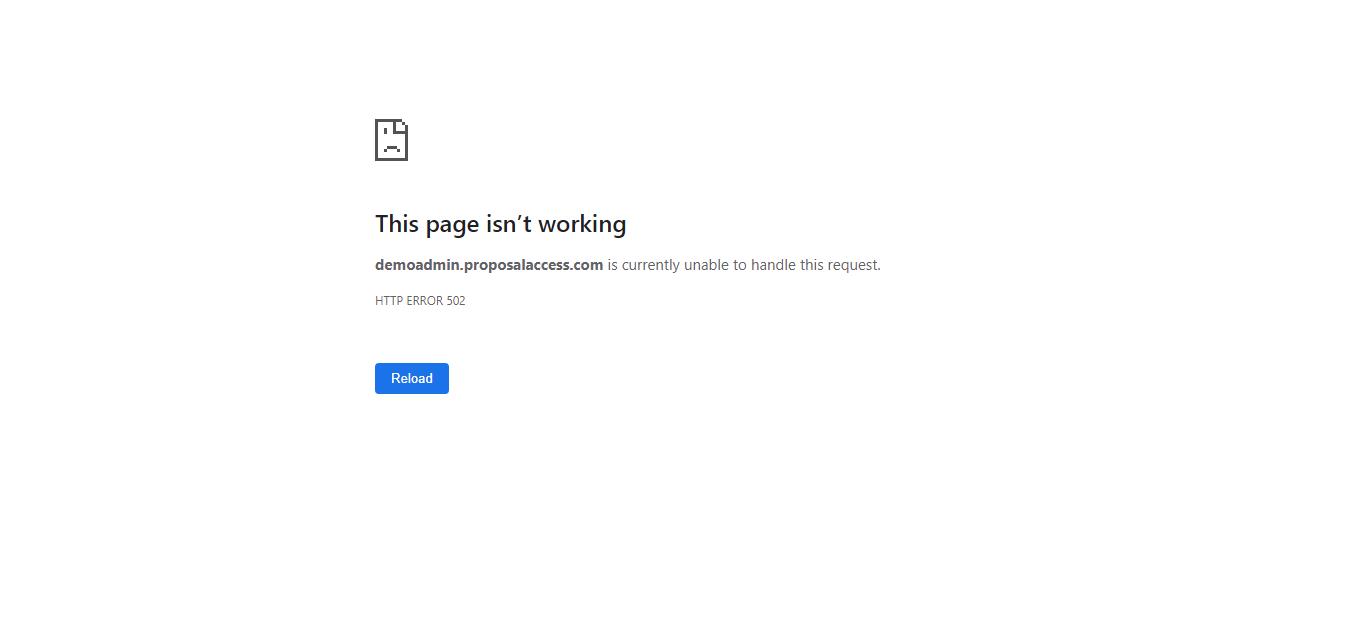 This page isn’t working
demoadmin.proposalaccess.com is currently unable to handle this request.
HTTP ERROR 502
Reload